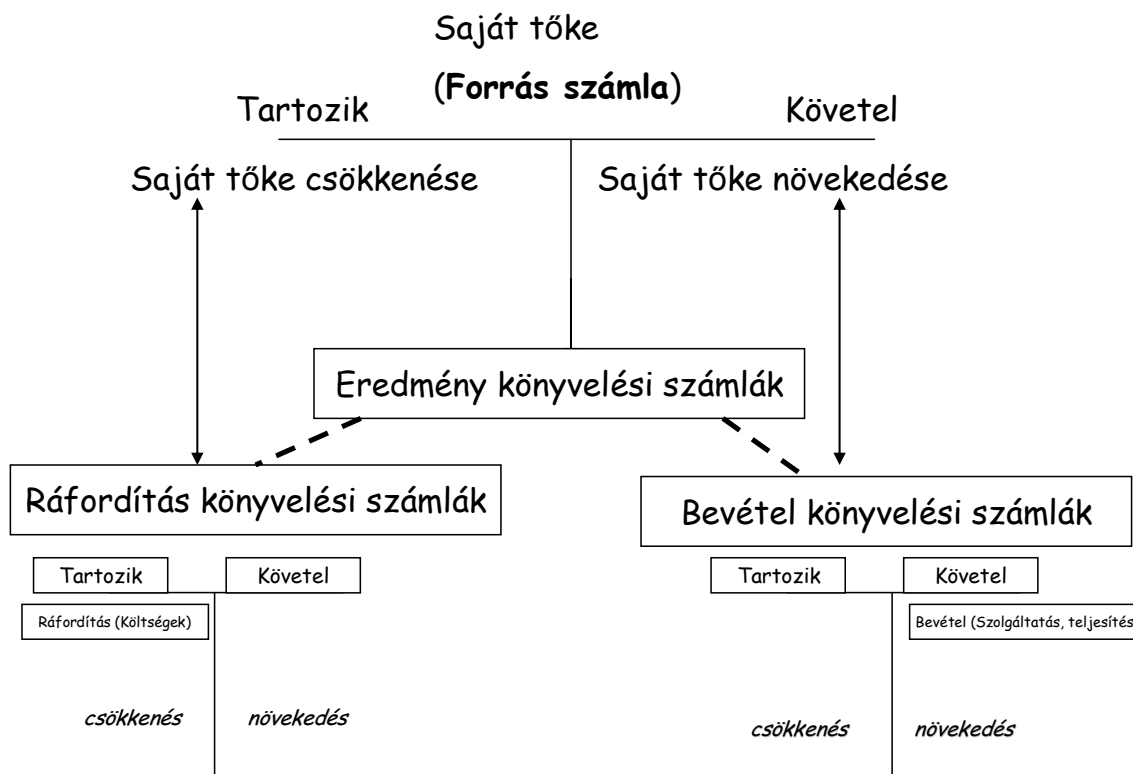 Saját tőke
(Forrás számla)
Tartozik
Követel
Saját tőke csökkenése
Saját tőke növekedése
Eredmény könyvelési számlák
Ráfordítás könyvelési számlák
Bevétel könyvelési számlák
Tartozik
Követel
Tartozik
Követel
Ráfordítás (Költségek)
Bevétel (Szolgáltatás, teljesítés
csökkenés
növekedés
csökkenés
növekedés